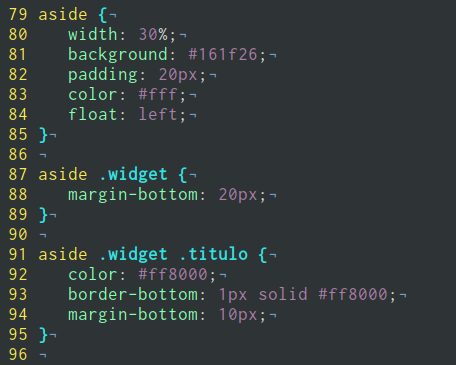 79 aside {¬
80    width: 30%;¬
81    background: #161f26;¬
82    padding: 20px;¬
83    color: #fff;¬
84    float: left;¬
85 }¬
86 ¬
87 aside .widget {¬
88    margin-bottom: 20px;¬
89 }¬
90 ¬
91 aside .widget .titulo {¬
92    color: #ff8000;¬
93    border-bottom: 1px solid #ff8000;¬
94    margin-bottom: 10px;¬
95 }¬
96 ¬